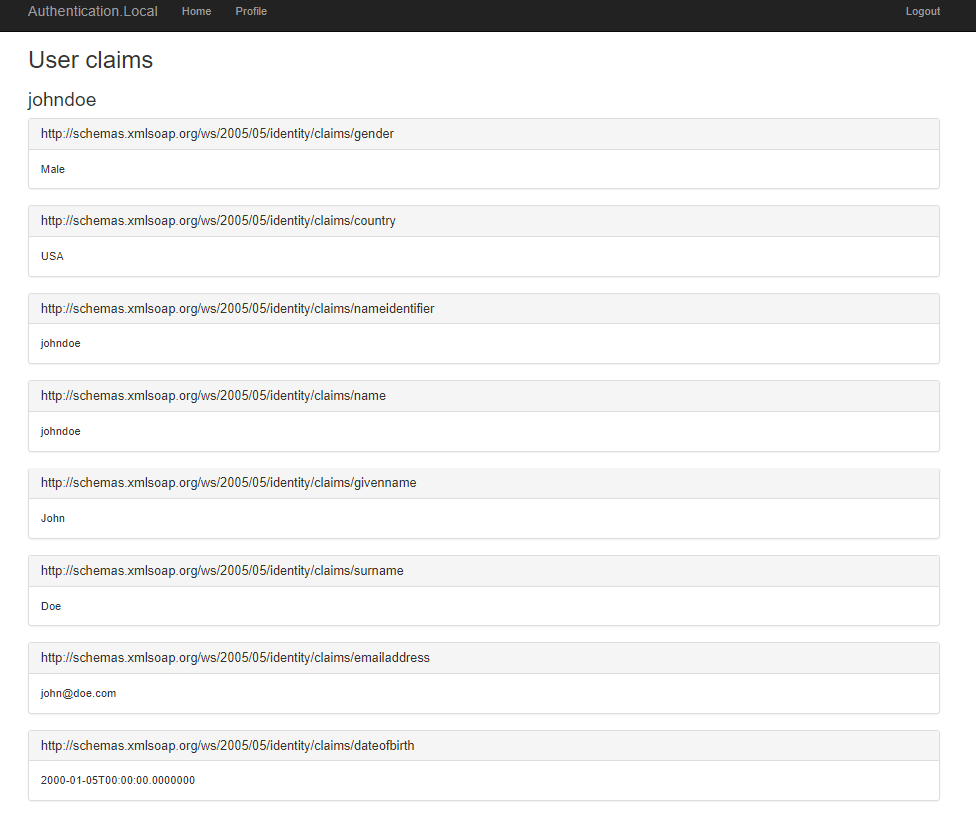 Authentication.Local Home Profile Logout
User claims
johndoe
http://schemas.xmlsoap.org/ws/2005/05/identity/claims/gender
Male
http://schemas.xmlsoap.org/ws/2005/05/identity/claims/country
USA
http://schemas.xmlsoap.org/ws/2005/05/identity/claims/nameidentifier
johndoe
http://schemas.xmlsoap.org/ws/2005/05/identity/claims/name
johndoe
http://schemas.xmlsoap.org/ws/2005/05/identity/claims/givenname
John
http://schemas.xmlsoap.org/ws/2005/05/identity/claims/surname
Doe
http://schemas.xmlsoap.org/ws/2005/05/identity/claims/emailaddress
john@doe.com
http://schemas.xmlsoap.org/ws/2005/05/identity/claims/dateofbirth
2000-01-05T00:00:00.0000000